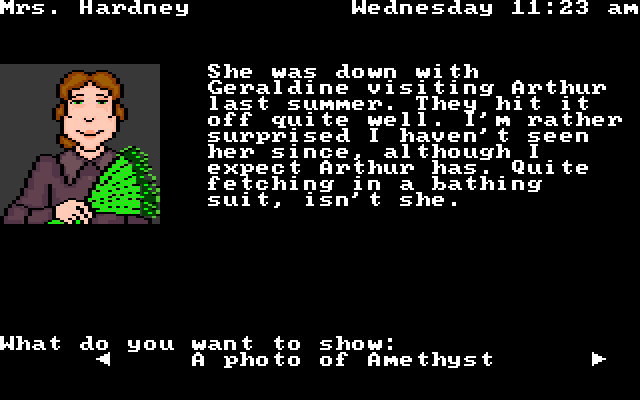 Mrs. Hardney
Wednesday 11:23 am
She was down with
Geraldine visiting Arthur
last summer. They hit it
off quite well. I'm rather
surprised I haven't seen
her since, although I
expect Arthur has. Quite
fetching in a bathing
suit, isn't she.
What do you want to show:
A photo of Amethyst